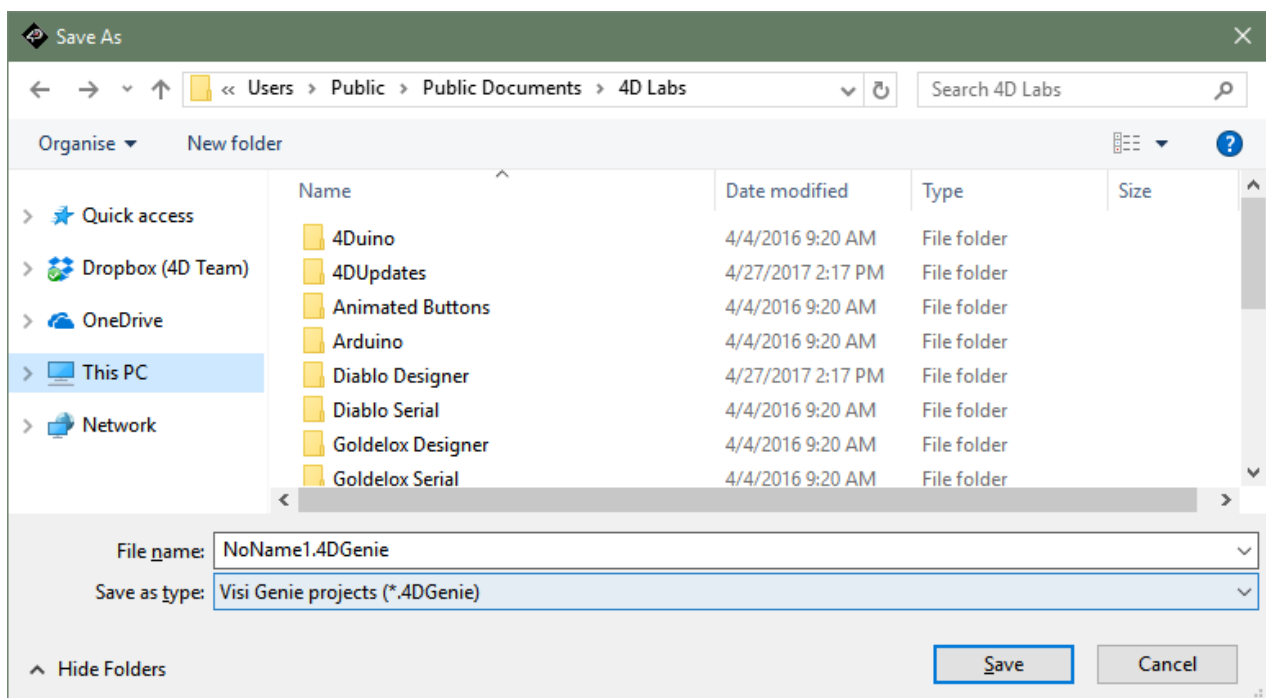 Save As
« Users > Public > Public Documents > 4D Labs
Search 4D Labs
Organise
New folder
Name Date modified Type Size
Quick access
Dropbox (4D Team)
OneDrive
This PC
Network
4Duino 4/4/2016 9:20 AM File folder
4DUpdates 4/27/2017 2:17 PM File folder
Animated Buttons 4/4/2016 9:20 AM File folder
Arduino 4/4/2016 9:20 AM File folder
Diablo Designer 4/27/2017 2:17 PM File folder
Diablo Serial 4/4/2016 9:20 AM File folder
Goldelox Designer 4/4/2016 9:20 AM File folder
Goldelox Serial 4/4/2016 9:20 AM File folder
File name: NoName1.4DGenie
Save as type: Visi Genie projects (*.4DGenie)
Hide Folders
Save
Cancel